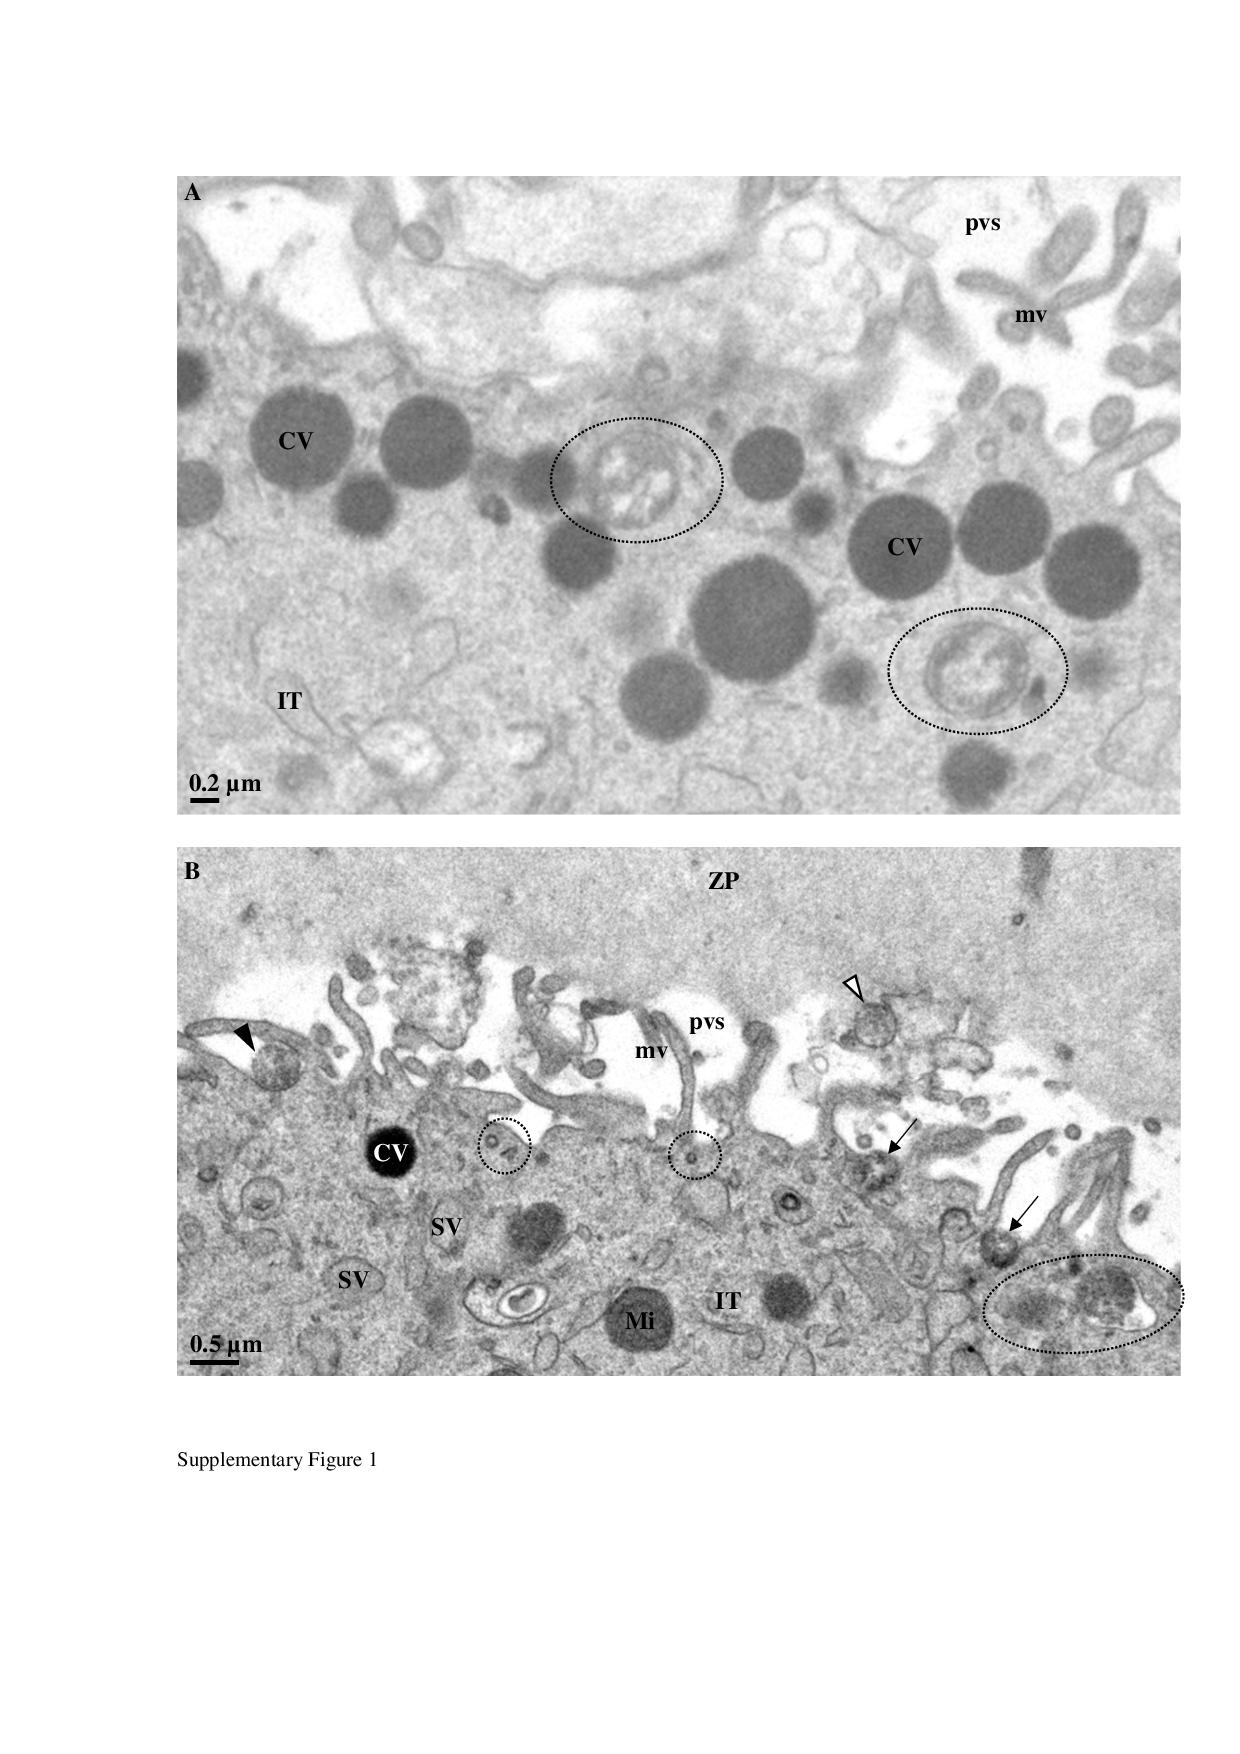 A
pvs
mv
CV
CV
IT
0.2 µm
B
ZP
pvs
mv
CV
SV
SV
IT
Mi
0.5 µm
Supplementary Figure 1